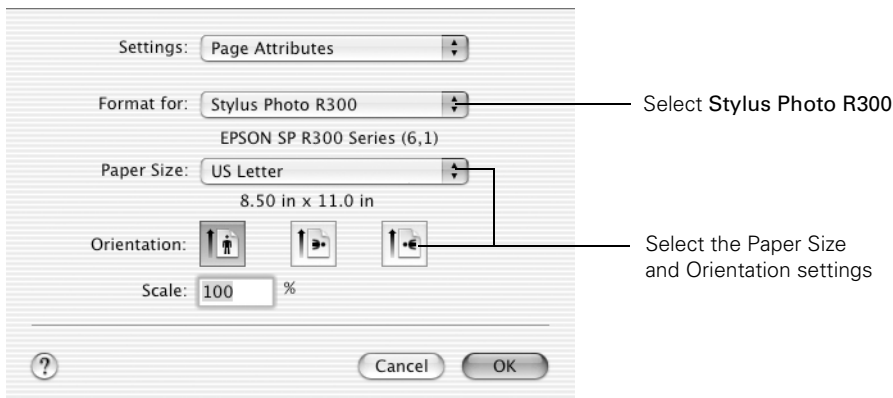 Settings: Page Attributes
Format for: Stylus Photo R300
Select Stylus Photo R300
EPSON SP R300 Series (6,1)
Paper Size: US Letter
8.50 in x 11.0 in
Orientation:
Select the Paper Size
and Orientation settings
Scale: 100 %
? Cancel OK